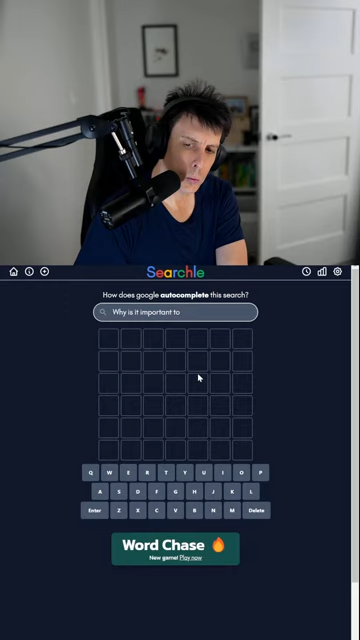 Searchle
How does google autocomplete this search?
Why is it important to
Q W E R T Y U I O P
A S D F G H J K L
Enter Z X C V B N M Delete
Word Chase 🔥
New game! Play now